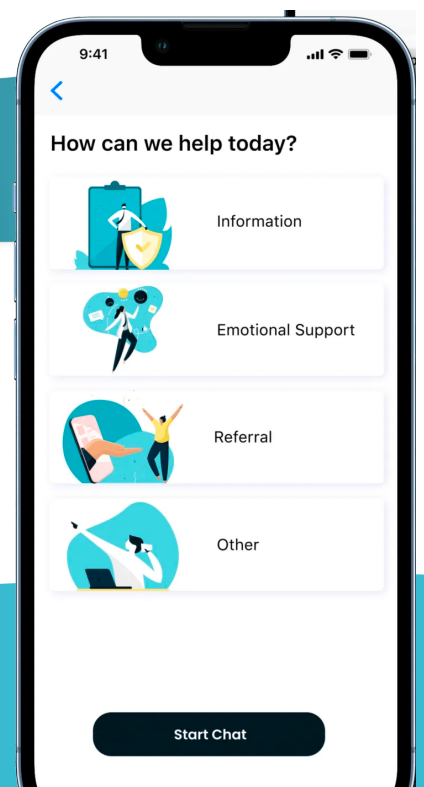 9:41
How can we help today?
Information
Emotional Support
Referral
Other
Start Chat